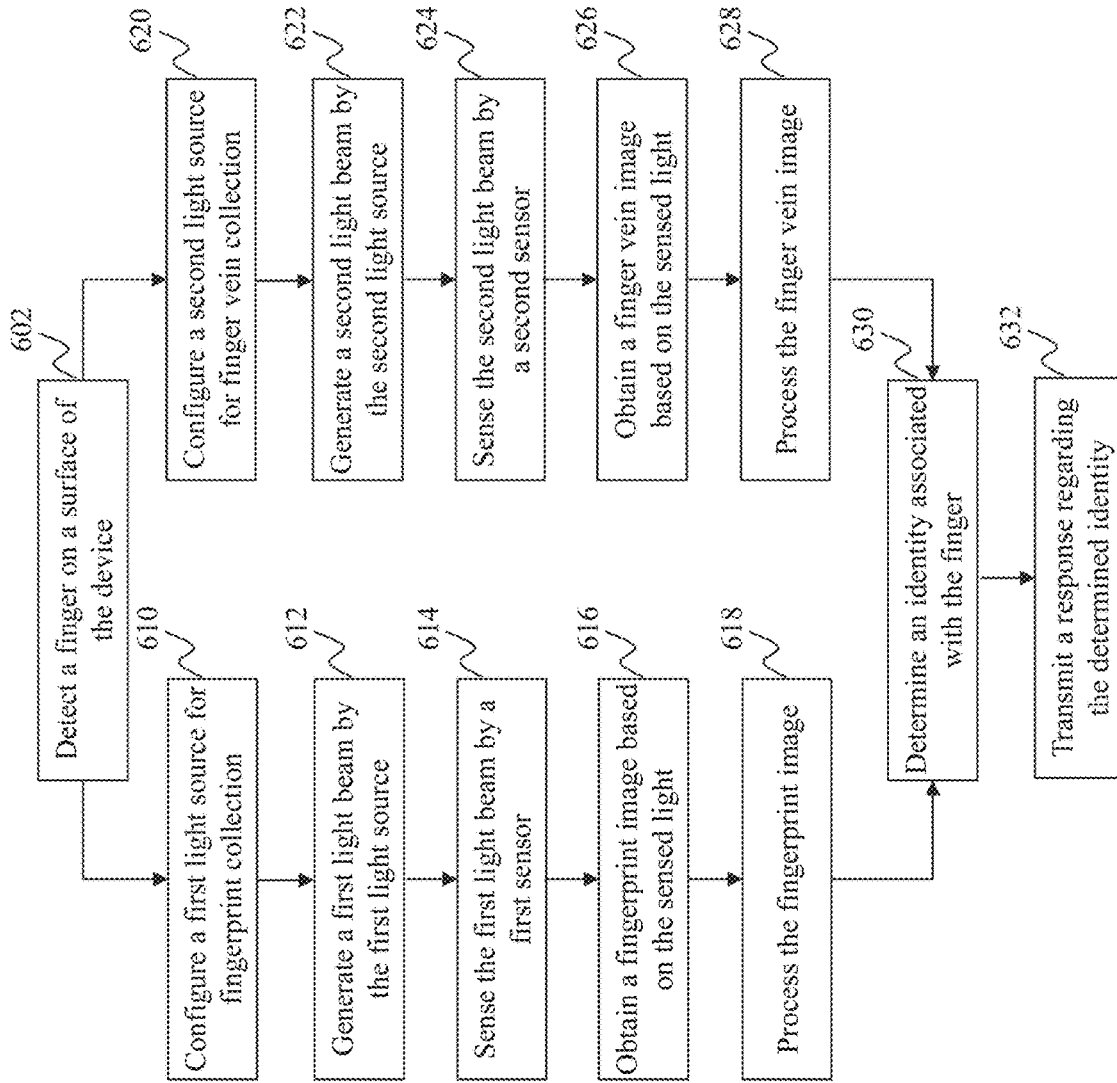 602
Detect a finger on a surface of
the device
610
Configure a first light source for
fingerprint collection
612
Generate a first light beam by
the first light source
614
Sense the first light beam by a
first sensor
616
Obtain a fingerprint image based
on the sensed light
618
Process the fingerprint image
620
Configure a second light source
for finger vein collection
622
Generate a second light beam by
the second light source
624
Sense the second light beam by
a second sensor
626
Obtain a finger vein image
based on the sensed light
628
Process the finger vein image
630
Determine an identity associated
with the finger
632
Transmit a response regarding
the determined identity